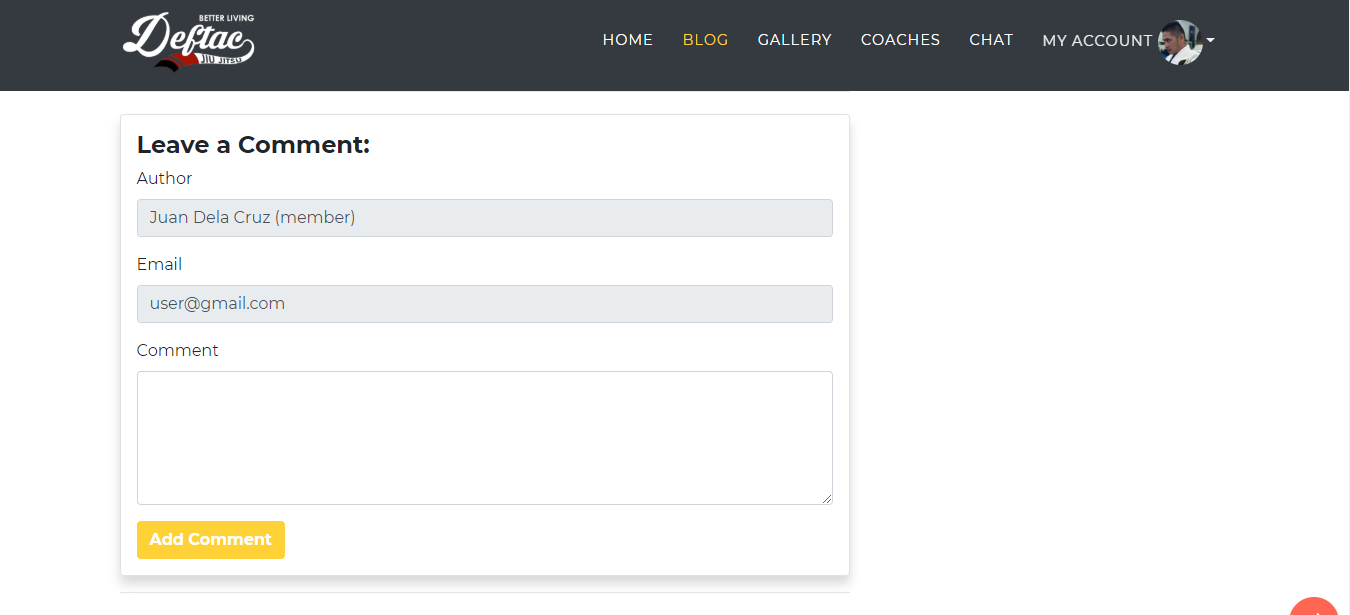 BETTER LIVING
Deftac
JIU JITSU
HOME BLOG GALLERY COACHES CHAT MY ACCOUNT
Leave a Comment:
Author
Juan Dela Cruz (member)
Email
user@gmail.com
Comment
Add Comment